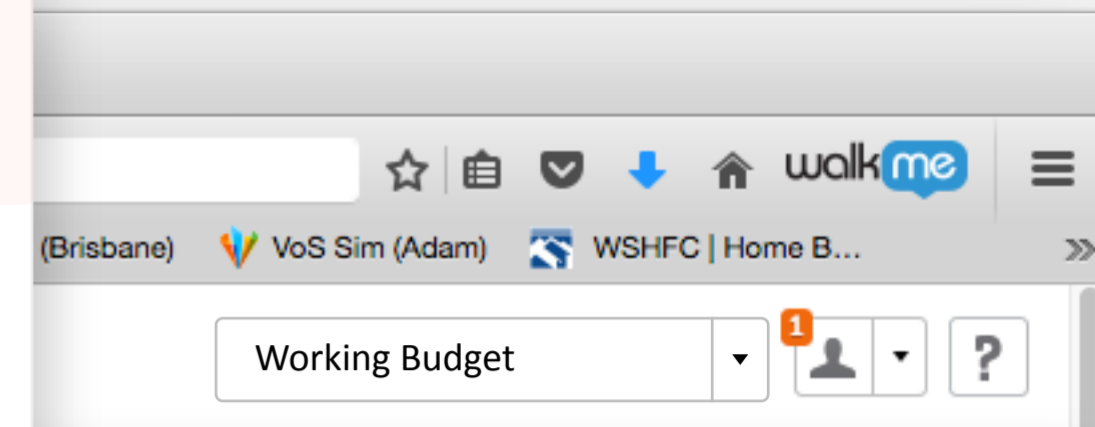 walkme
(Brisbane) VoS Sim (Adam) WSHFC | Home B...
1
Working Budget
?